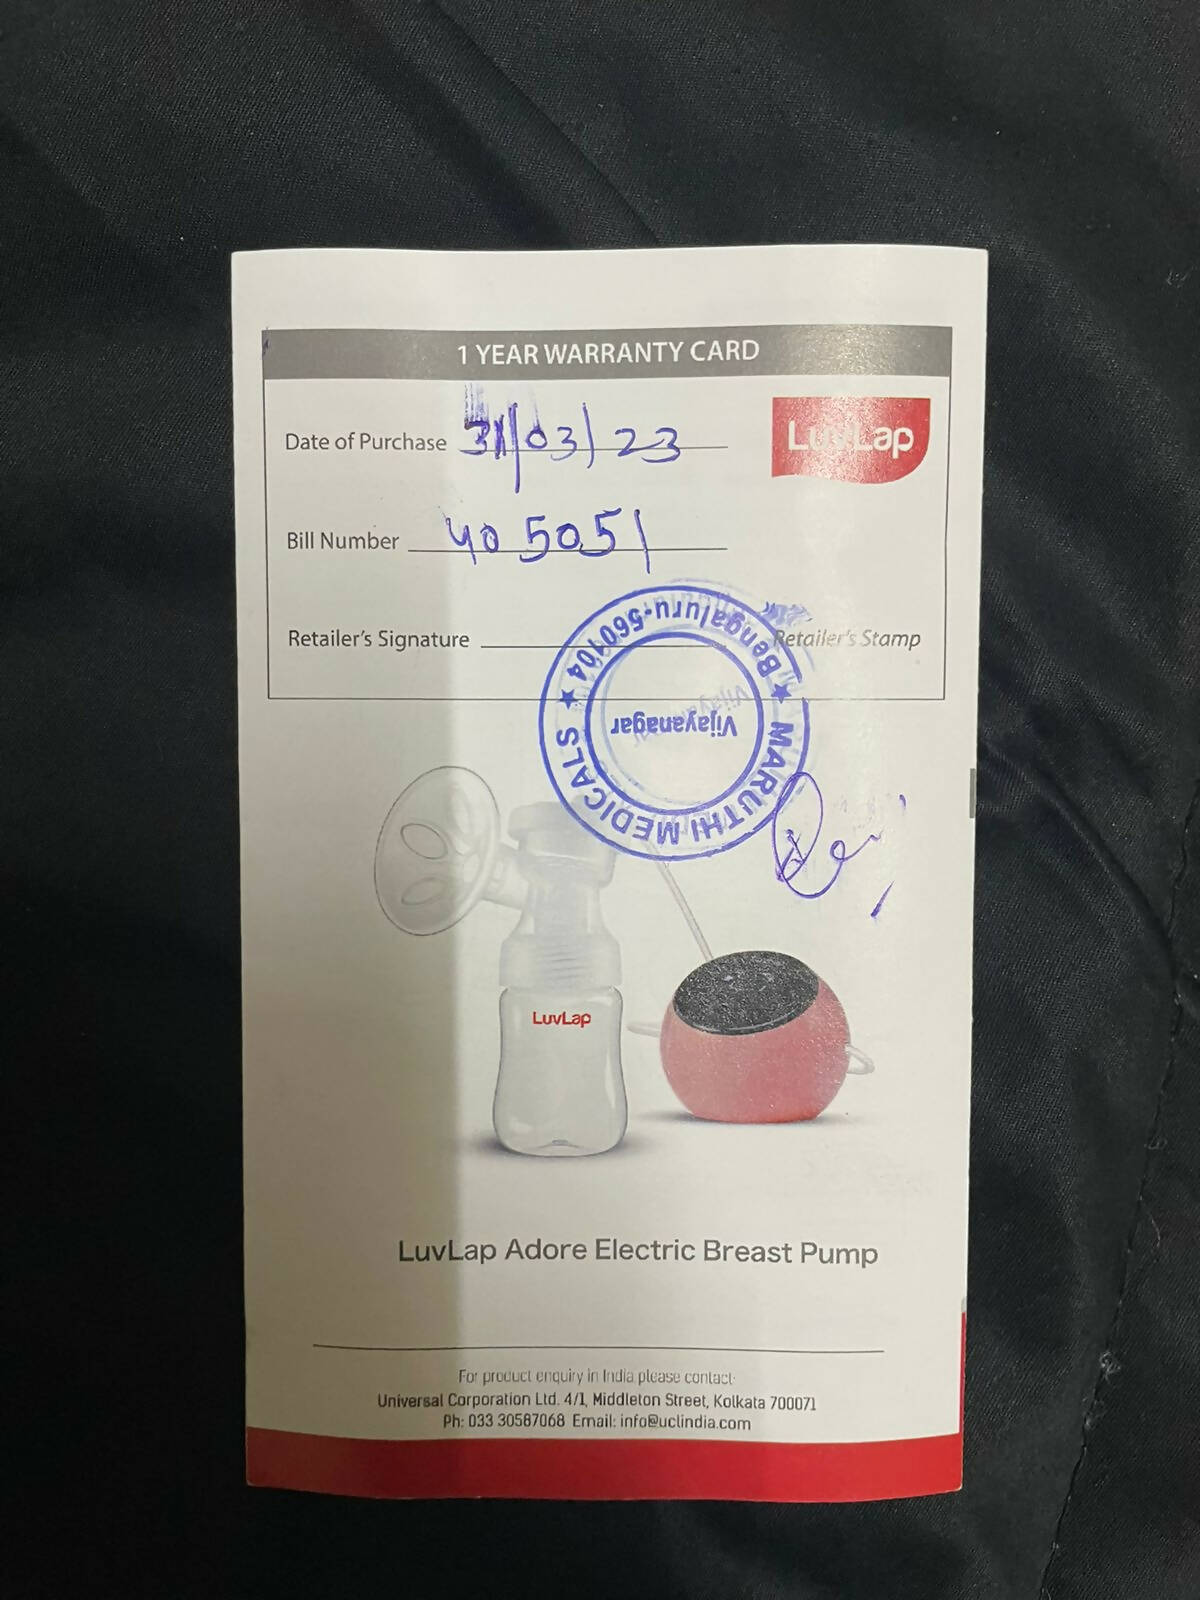 1 YEAR WARRANTY CARD
Date of Purchase 31/03/23
LuvLap
Bill Number 405051
Retailer's Signature
Retailer's Stamp
★ Bengaluru-560104 ★
Vijayanagar
MARUTHI MEDICALS
LuvLap
LuvLap Adore Electric Breast Pump
For product enquiry in India please contact-
Universal Corporation Ltd. 4/1, Middleton Street, Kolkata 700071
Ph: 033 30587068 Email: info@uclindia.com